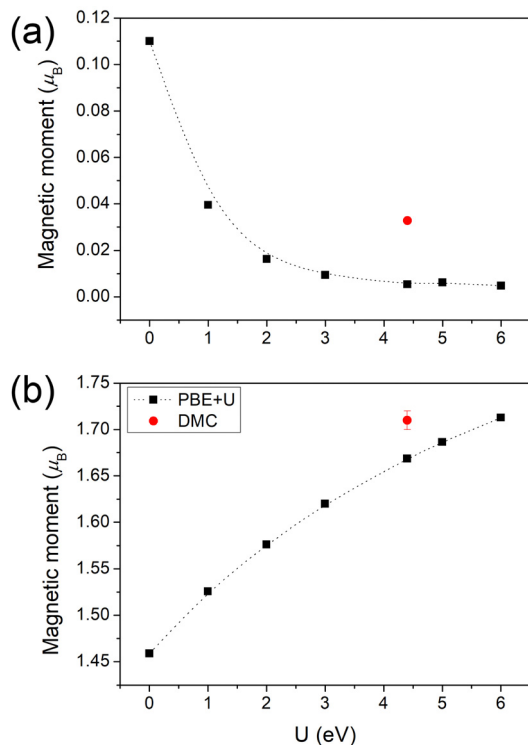 (a)
Magnetic moment (μB)
0.12
0.10
0.08
0.06
0.04
0.02
0.00
0 1 2 3 4 5 6
(b)
Magnetic moment (μB)
1.75
1.70
1.65
1.60
1.55
1.50
1.45
PBE+U
DMC
0 1 2 3 4 5 6
U (eV)